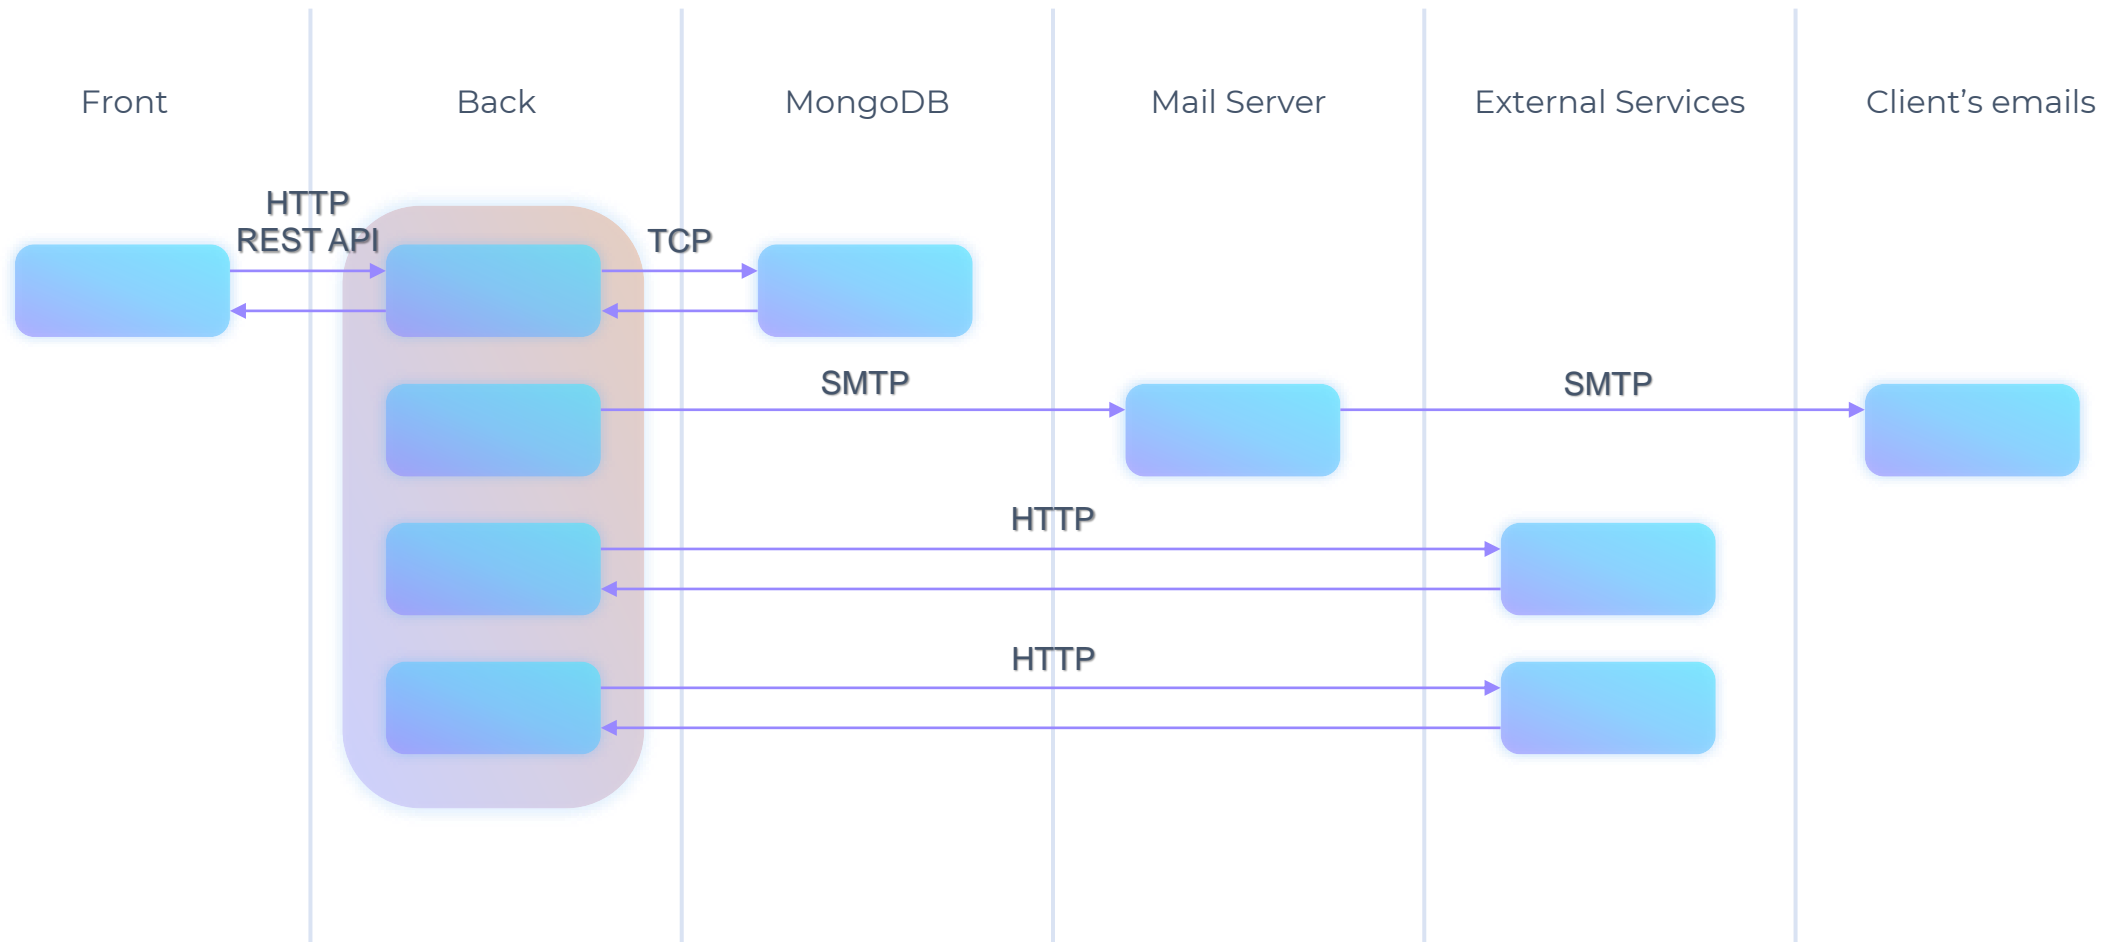 Front
Back
MongoDB
Mail Server
External Services
Client’s emails
HTTP
REST API
TCP
SMTP
SMTP
HTTP
HTTP